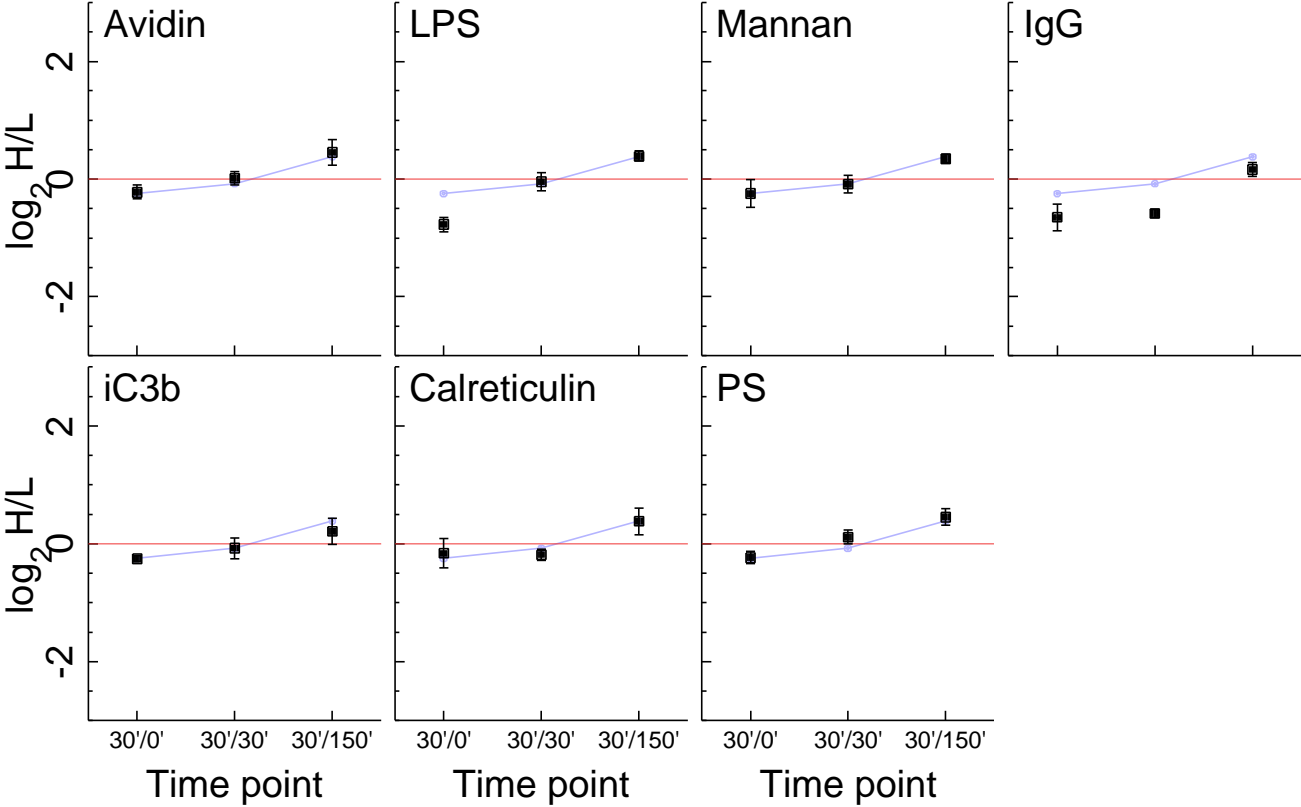 Avidin LPS Mannan IgG
2
0
-2
log2 H/L
iC3b Calreticulin PS
2
0
-2
log2 H/L
30'/0' 30'/30' 30'/150' 30'/0' 30'/30' 30'/150' 30'/0' 30'/30' 30'/150'
Time point Time point Time point